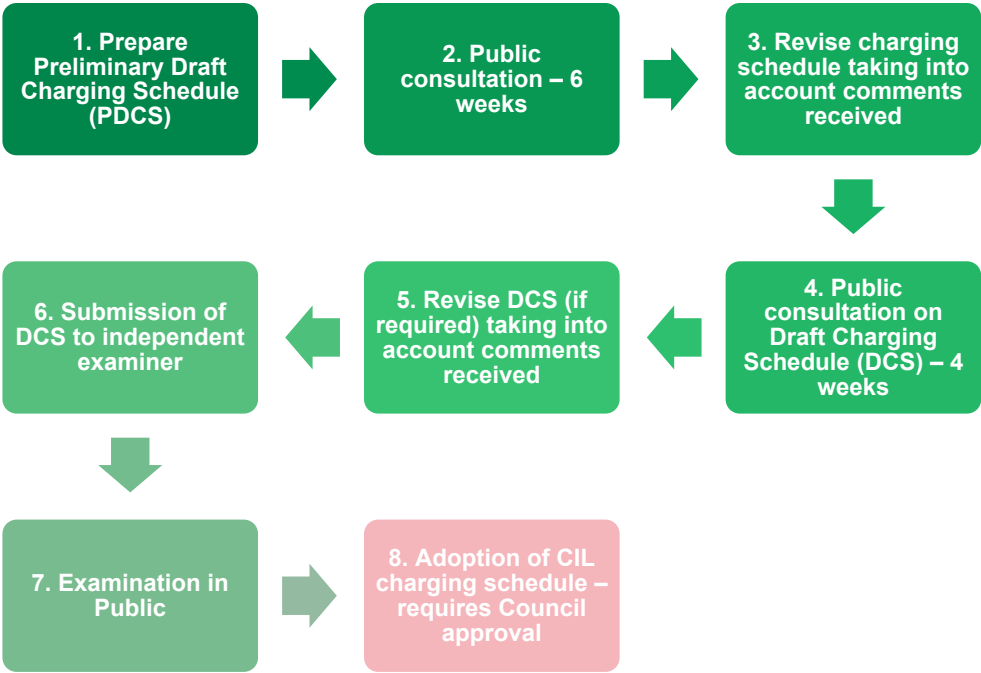 1. Prepare
Preliminary Draft
Charging Schedule
(PDCS)
2. Public
consultation – 6
weeks
3. Revise charging
schedule taking into
account comments
received
4. Public
consultation on
Draft Charging
Schedule (DCS) – 4
weeks
5. Revise DCS (if
required) taking into
account comments
received
6. Submission of
DCS to independent
examiner
7. Examination in
Public
8. Adoption of CIL
charging schedule –
requires Council
approval